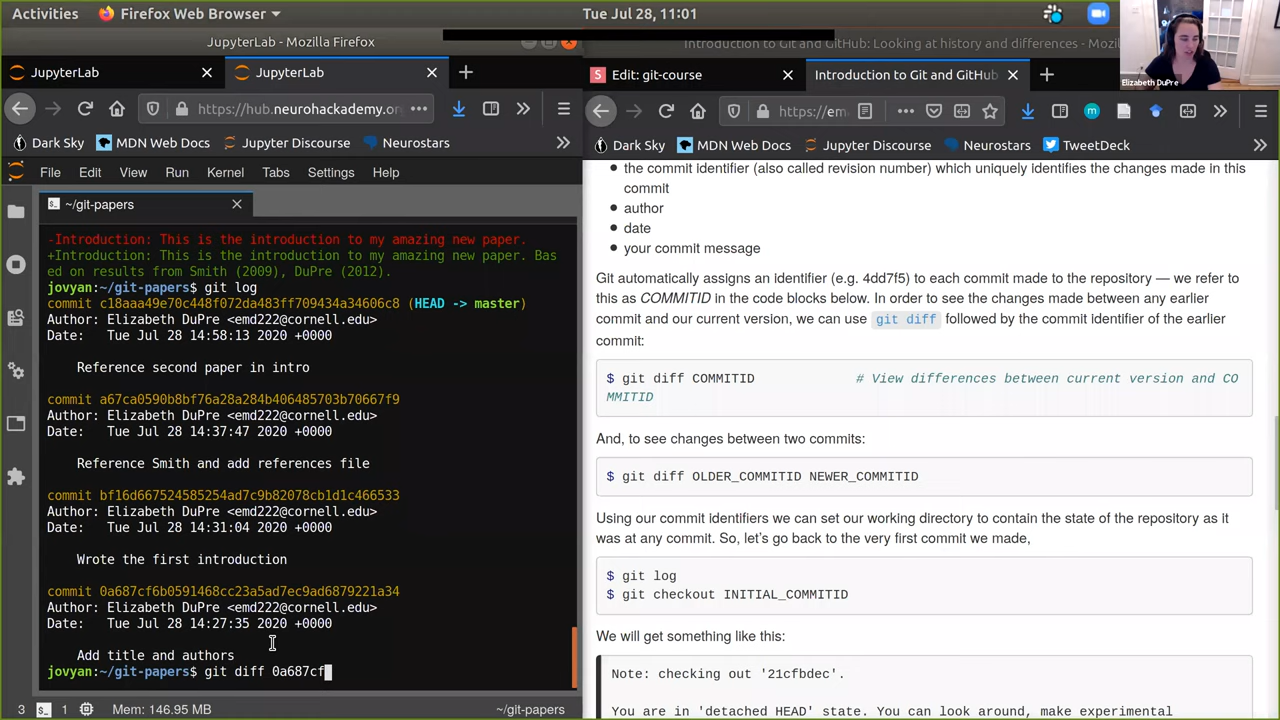 Activities Firefox Web Browser Tue Jul 28, 11:01
Elizabeth DuPre
JupyterLab - Mozilla Firefox
JupyterLab JupyterLab
https://hub.neurohackademy.or
Dark Sky MDN Web Docs Jupyter Discourse Neurostars
File Edit View Run Kernel Tabs Settings Help
~/git-papers
-Introduction: This is the introduction to my amazing new paper.
+Introduction: This is the introduction to my amazing new paper. Bas
ed on results from Smith (2009), DuPre (2012).
jovyan:~/git-papers$ git log
commit c18aaa49e70c448f072da483ff709434a34606c8 (HEAD -> master)
Author: Elizabeth DuPre <emd222@cornell.edu>
Date: Tue Jul 28 14:58:13 2020 +0000
Reference second paper in intro
commit a67ca0590b8bf76a28a284b406485703b70667f9
Author: Elizabeth DuPre <emd222@cornell.edu>
Date: Tue Jul 28 14:37:47 2020 +0000
Reference Smith and add references file
commit bf16d667524585254ad7c9b82078cb1d1c466533
Author: Elizabeth DuPre <emd222@cornell.edu>
Date: Tue Jul 28 14:31:04 2020 +0000
Wrote the first introduction
commit 0a687cf6b0591468cc23a5ad7ec9ad6879221a34
Author: Elizabeth DuPre <emd222@cornell.edu>
Date: Tue Jul 28 14:27:35 2020 +0000
Add title and authors
jovyan:~/git-papers$ git diff 0a687cf
3 1 Mem: 146.95 MB ~/git-papers
Introduction to Git and GitHub: Looking at history and differences - Mozil
Edit: git-course Introduction to Git and GitHub
https://em
Dark Sky MDN Web Docs Jupyter Discourse Neurostars TweetDeck
the commit identifier (also called revision number) which uniquely identifies the changes made in this
commit
author
date
your commit message
Git automatically assigns an identifier (e.g. 4dd7f5) to each commit made to the repository — we refer to
this as COMMITID in the code blocks below. In order to see the changes made between any earlier
commit and our current version, we can use git diff followed by the commit identifier of the earlier
commit:
$ git diff COMMITID # View differences between current version and CO
MMITID
And, to see changes between two commits:
$ git diff OLDER_COMMITID NEWER_COMMITID
Using our commit identifiers we can set our working directory to contain the state of the repository as it
was at any commit. So, let's go back to the very first commit we made,
$ git log
$ git checkout INITIAL_COMMITID
We will get something like this:
Note: checking out '21cfbdec'.
You are in 'detached HEAD' state. You can look around, make experimental